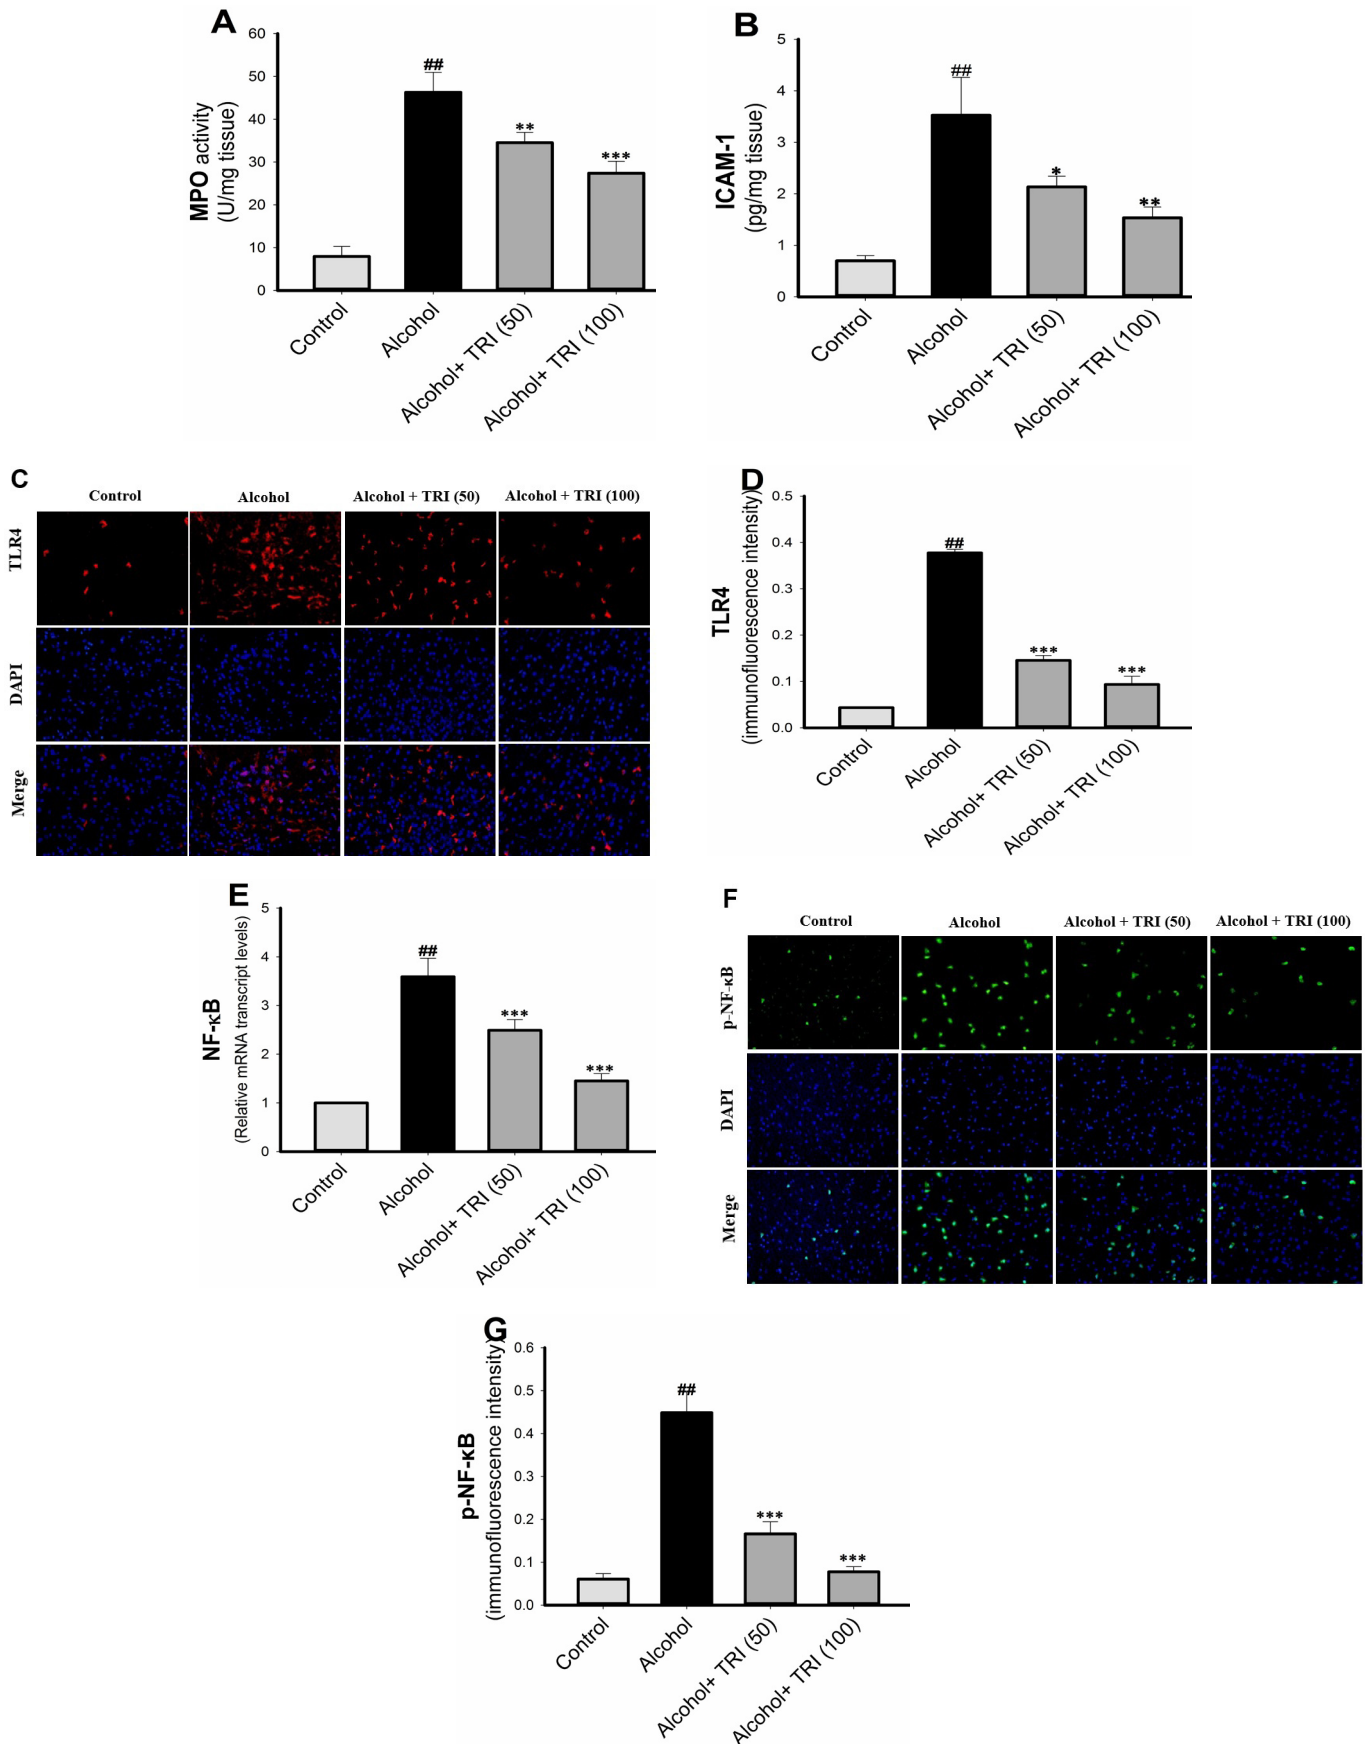 A
MPO activity
(U/mg tissue)
60
50
40
30
20
10
0
##
**
***
Control
Alcohol
Alcohol+ TRI (50)
Alcohol+ TRI (100)
B
ICAM-1
(pg/mg tissue)
5
4
3
2
1
0
##
*
**
Control
Alcohol
Alcohol+ TRI (50)
Alcohol+ TRI (100)
C
Control
Alcohol
Alcohol + TRI (50)
Alcohol + TRI (100)
TLR4
DAPI
Merge
D
TLR4
(immunofluorescence intensity)
0.5
0.4
0.3
0.2
0.1
0.0
##
***
***
Control
Alcohol
Alcohol+ TRI (50)
Alcohol+ TRI (100)
E
NF-κB
(Relative mRNA transcript levels)
5
4
3
2
1
0
##
***
***
Control
Alcohol
Alcohol+ TRI (50)
Alcohol+ TRI (100)
F
Control
Alcohol
Alcohol + TRI (50)
Alcohol + TRI (100)
p-NF-κB
DAPI
Merge
G
p-NF-κB
(immunofluorescence intensity)
0.6
0.5
0.4
0.3
0.2
0.1
0.0
##
***
***
Control
Alcohol
Alcohol+ TRI (50)
Alcohol+ TRI (100)